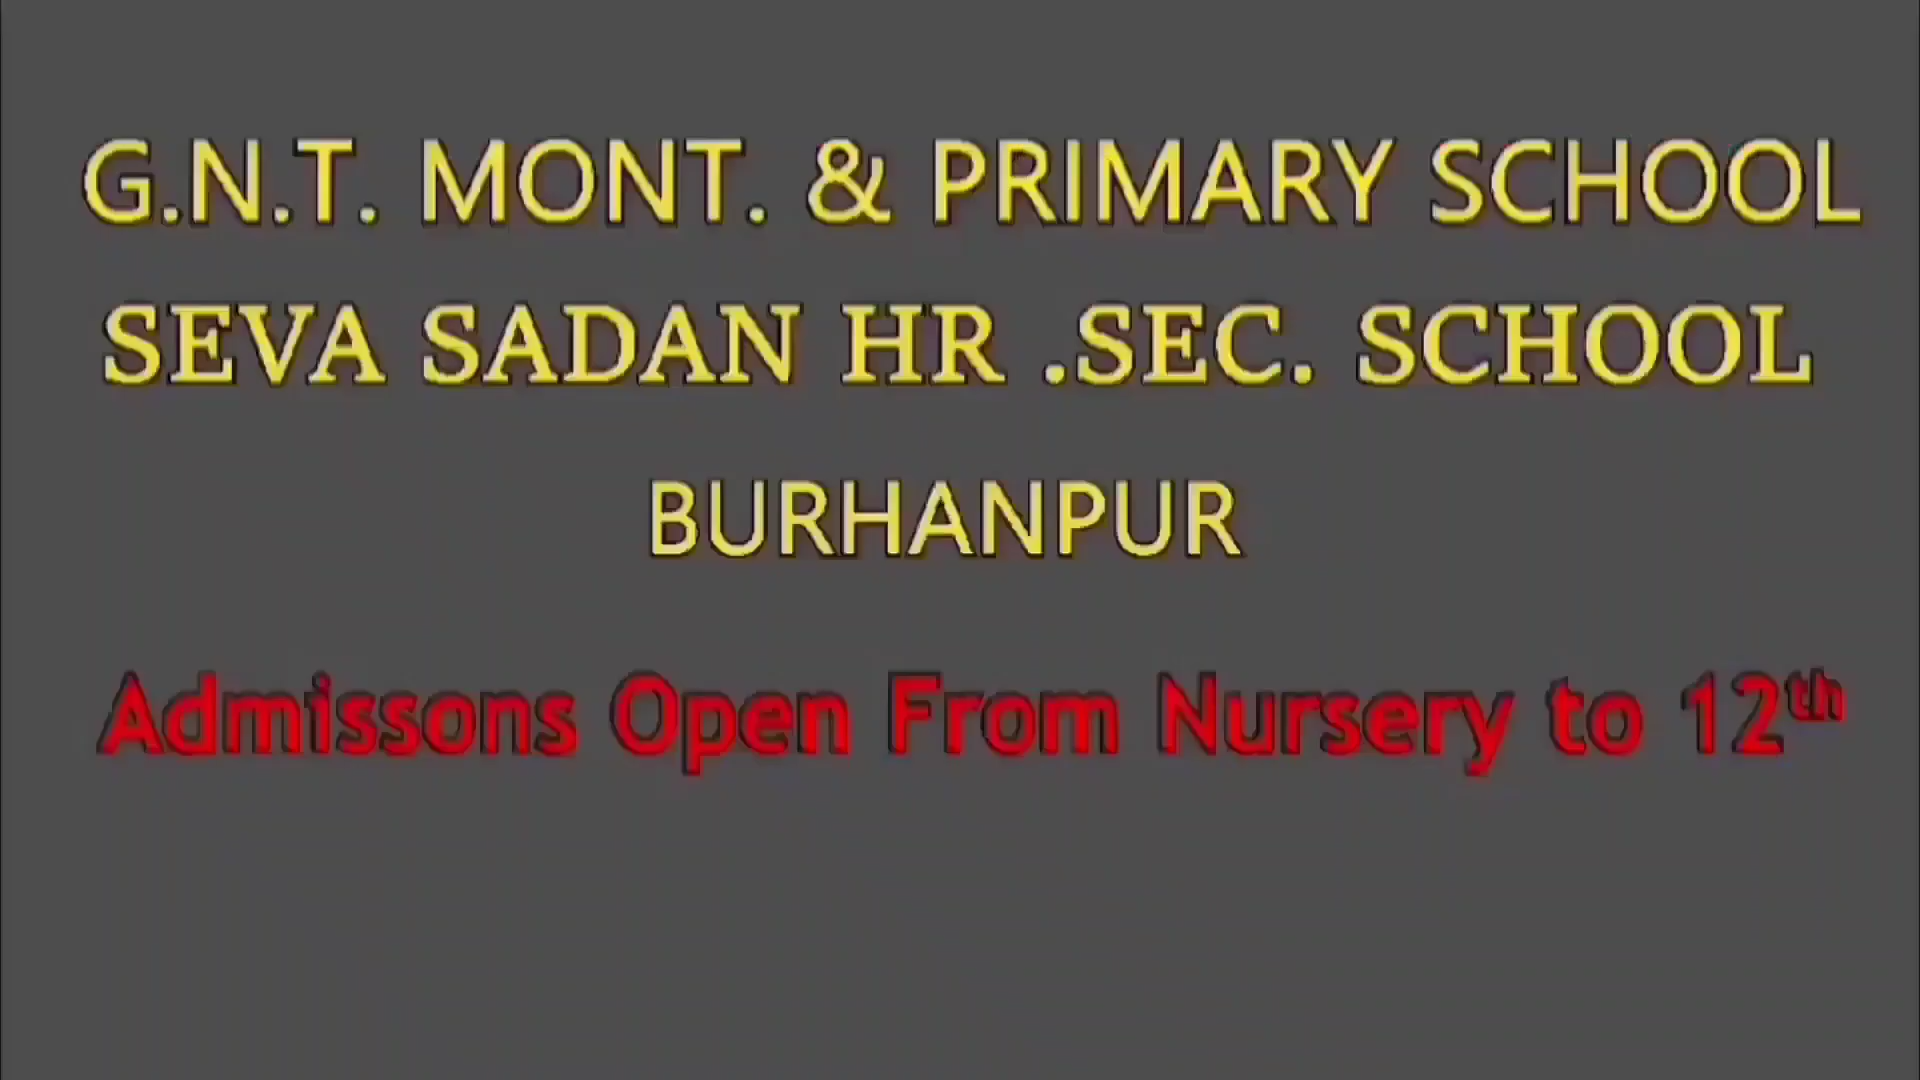 G.N.T. MONT. & PRIMARY SCHOOL
SEVA SADAN HR .SEC. SCHOOL
BURHANPUR
Admissons Open From Nursery to 12th